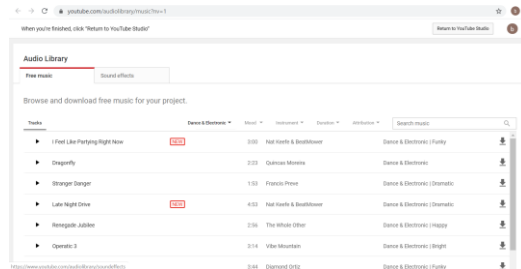 youtube.com/audiolibrary/music?nv=1
When you're finished, click "Return to YouTube Studio"
Return to YouTube Studio
Audio Library
Free music Sound effects
Browse and download free music for your project.
Tracks Dance & Electronic Mood Instrument Duration Attribution Search music
I Feel Like Partying Right Now NEW 3:00 Nat Keefe & BeatMower Dance & Electronic | Funky
Dragonfly 3:23 Quincas Moreira Dance & Electronic
Stranger Danger 1:53 Francis Preve Dance & Electronic | Dramatic
Late Night Drive NEW 4:53 Nat Keefe & BeatMower Dance & Electronic | Dramatic
Renegade Jubilee 2:56 The Whole Other Dance & Electronic | Happy
Operatic 3 3:14 Vibe Mountain Dance & Electronic | Bright
https://www.youtube.com/audiolibrary/soundeffects 3:44 Diamond Ortiz Dance & Electronic | Funky